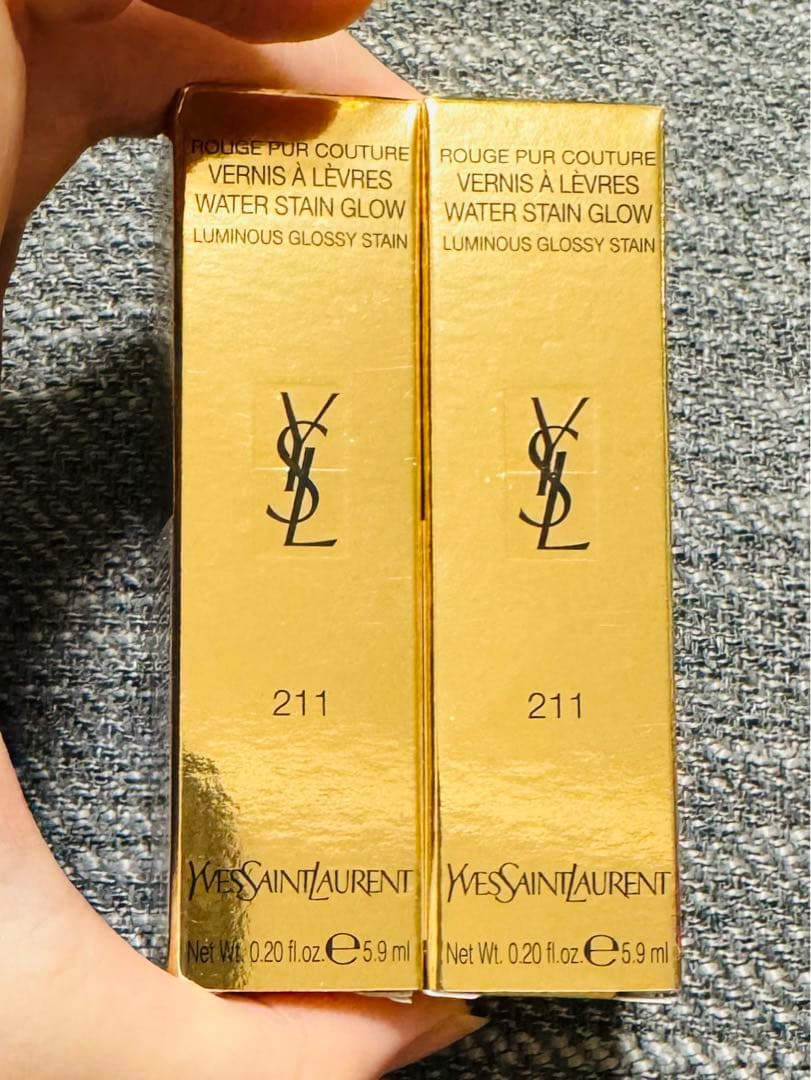 ROUGE PUR COUTURE
VERNIS À LÈVRES
WATER STAIN GLOW
LUMINOUS GLOSSY STAIN
YSL
211
YVESSAINTLAURENT
Net Wt. 0.20 fl.oz. e 5.9 ml
ROUGE PUR COUTURE
VERNIS À LÈVRES
WATER STAIN GLOW
LUMINOUS GLOSSY STAIN
YSL
211
YVESSAINTLAURENT
Net Wt. 0.20 fl.oz. e 5.9 ml